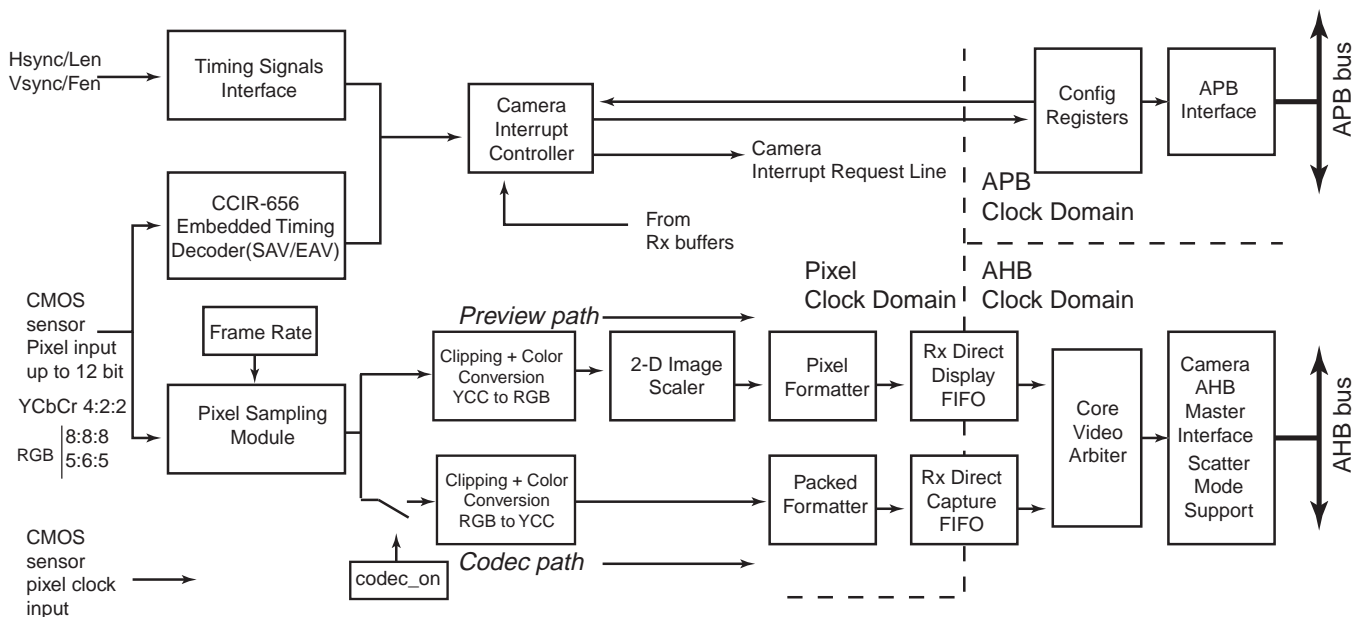 Hsync/Len
Vsync/Fen
Timing Signals
Interface
Camera
Interrupt
Controller
Config
Registers
APB
Interface
APB bus
Camera
Interrupt Request Line
APB
Clock Domain
CCIR-656
Embedded Timing
Decoder(SAV/EAV)
From
Rx buffers
Pixel
Clock Domain
AHB
Clock Domain
CMOS
sensor
Pixel input
up to 12 bit
YCbCr 4:2:2
RGB
8:8:8
5:6:5
Frame Rate
Pixel Sampling
Module
Preview path
Clipping + Color
Conversion
YCC to RGB
2-D Image
Scaler
Pixel
Formatter
Rx Direct
Display
FIFO
Core
Video
Arbiter
Camera
AHB
Master
Interface
Scatter
Mode
Support
AHB bus
Clipping + Color
Conversion
RGB to YCC
Packed
Formatter
Rx Direct
Capture
FIFO
Codec path
codec_on
CMOS
sensor
pixel clock
input